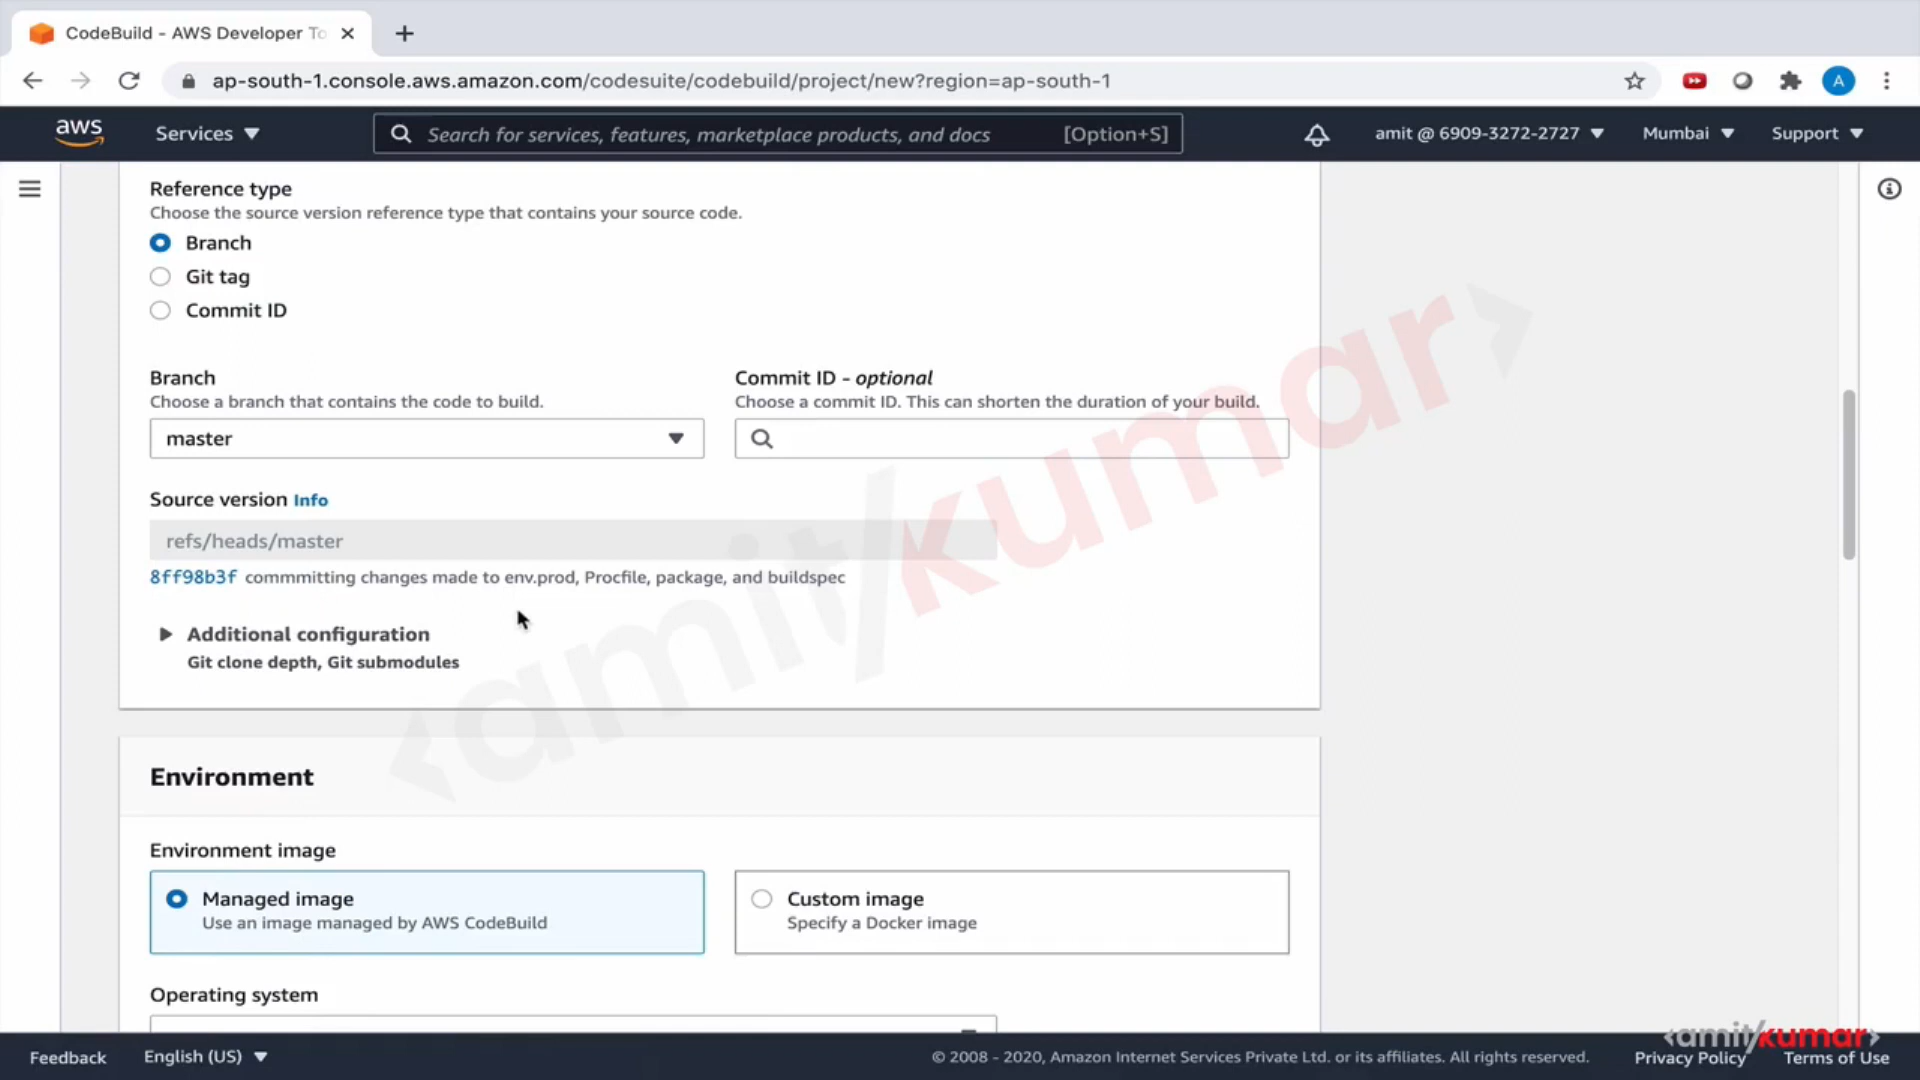 CodeBuild - AWS Developer To
ap-south-1.console.aws.amazon.com/codesuite/codebuild/project/new?region=ap-south-1
A
aws
Services
Search for services, features, marketplace products, and docs
[Option+S]
amit @ 6909-3272-2727
Mumbai
Support
Reference type
Choose the source version reference type that contains your source code.
Branch
Git tag
Commit ID
Branch
Choose a branch that contains the code to build.
master
Commit ID - optional
Choose a commit ID. This can shorten the duration of your build.
Source version Info
refs/heads/master
8ff98b3f commmitting changes made to env.prod, Procfile, package, and buildspec
Additional configuration
Git clone depth, Git submodules
<amit/kumar>
Environment
Environment image
Managed image
Use an image managed by AWS CodeBuild
Custom image
Specify a Docker image
Operating system
<amit/kumar>
Feedback
English (US)
© 2008 - 2020, Amazon Internet Services Private Ltd. or its affiliates. All rights reserved.
Privacy Policy
Terms of Use